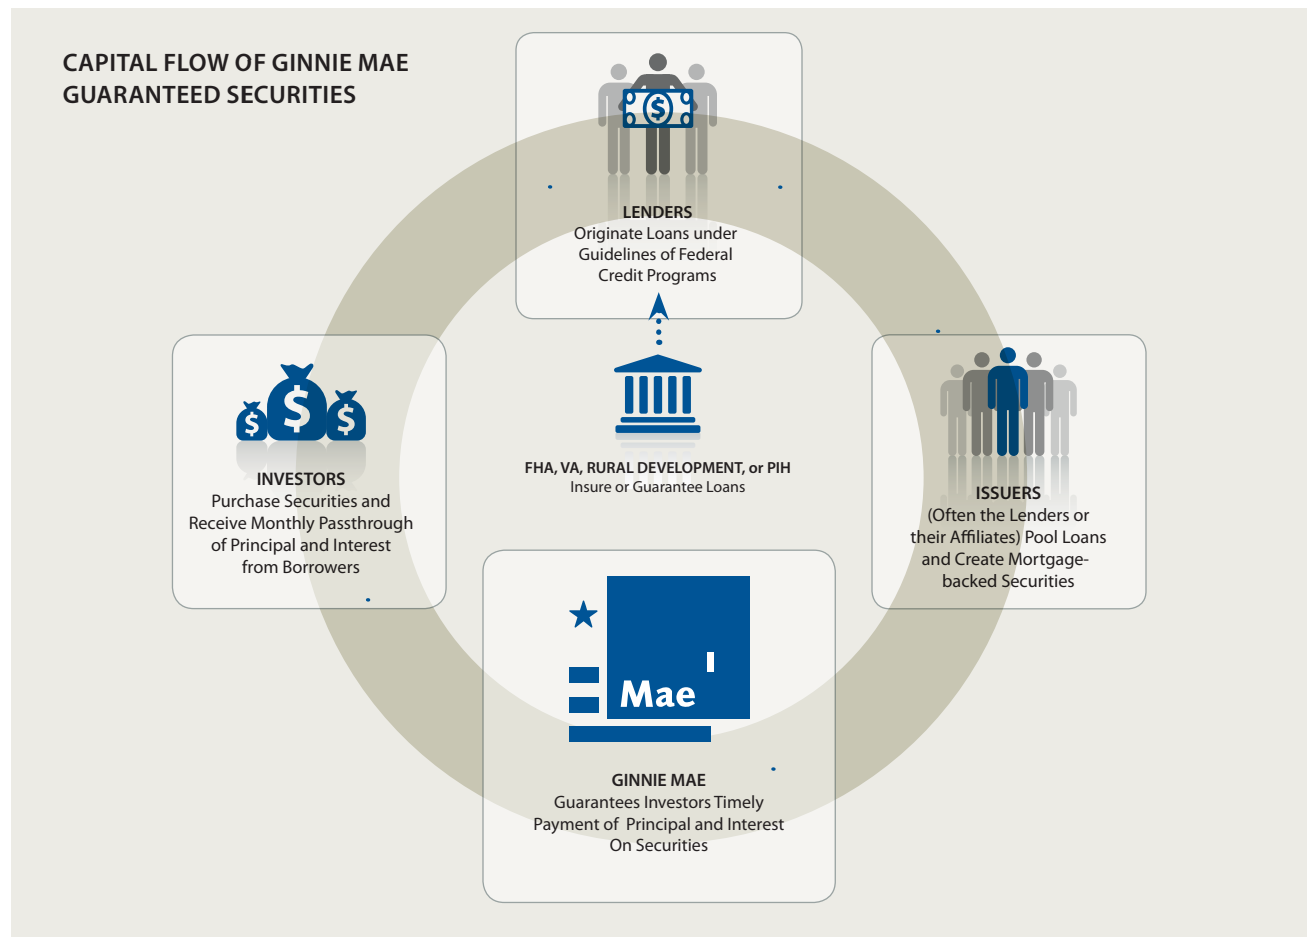 CAPITAL FLOW OF GINNIE MAE
GUARANTEED SECURITIES
$
LENDERS
Originate Loans under
Guidelines of Federal
Credit Programs
$
$
$
INVESTORS
Purchase Securities and
Receive Monthly Passthrough
of Principal and Interest
from Borrowers
FHA, VA, RURAL DEVELOPMENT, or PIH
Insure or Guarantee Loans
ISSUERS
(Often the Lenders or
their Affiliates) Pool Loans
and Create Mortgage-
backed Securities
Mae
GINNIE MAE
Guarantees Investors Timely
Payment of Principal and Interest
On Securities